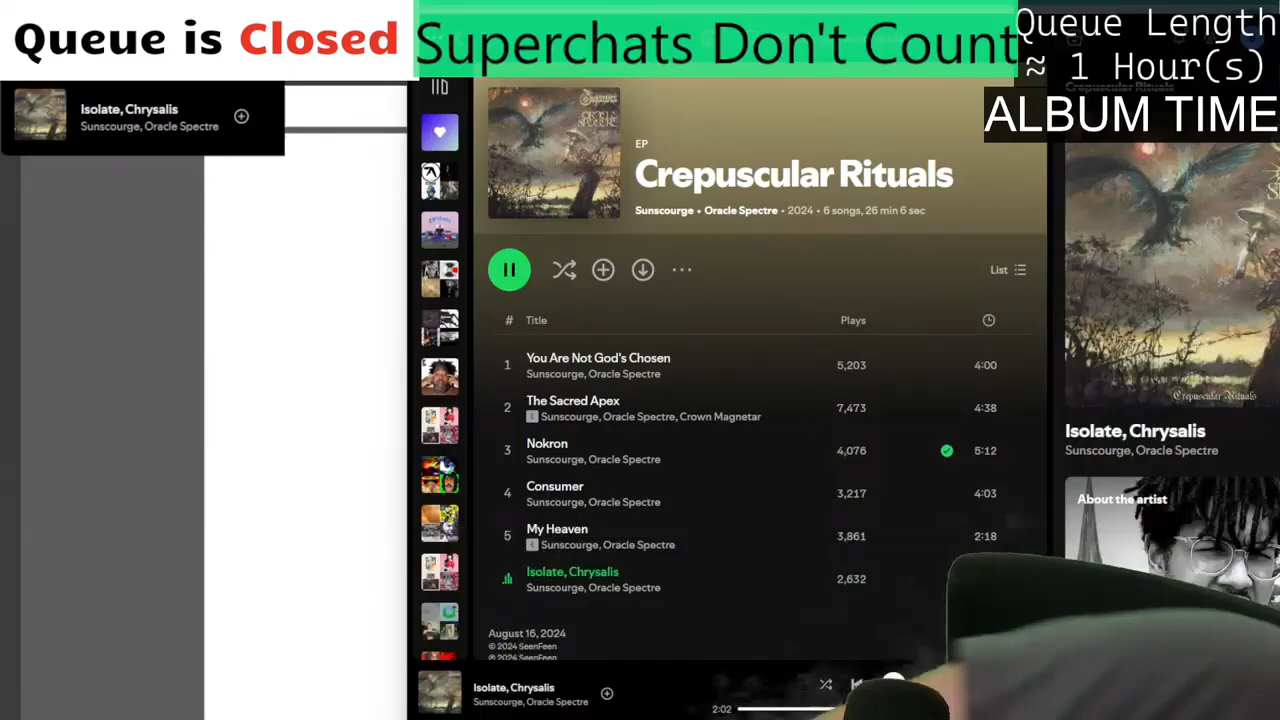 Queue is Closed
Superchats Don't Count
Queue Length
≈ 1 Hour(s)
ALBUM TIME
Isolate, Chrysalis
Sunscourge, Oracle Spectre
EP
Crepuscular Rituals
Sunscourge • Oracle Spectre • 2024 • 6 songs, 26 min 6 sec
List
# Title Plays
1 You Are Not God's Chosen 5,203 4:00
Sunscourge, Oracle Spectre
2 The Sacred Apex 7,473 4:38
E Sunscourge, Oracle Spectre, Crown Magnetar
3 Nokron 4,076 5:12
Sunscourge, Oracle Spectre
4 Consumer 3,217 4:03
Sunscourge, Oracle Spectre
5 My Heaven 3,861 2:18
E Sunscourge, Oracle Spectre
Isolate, Chrysalis 2,632
Sunscourge, Oracle Spectre
August 16, 2024
© 2024 SeenFeen
℗ 2024 SeenFeen
Crepuscular Rituals
Isolate, Chrysalis
Sunscourge, Oracle Spectre
About the artist
Isolate, Chrysalis
Sunscourge, Oracle Spectre
2:02